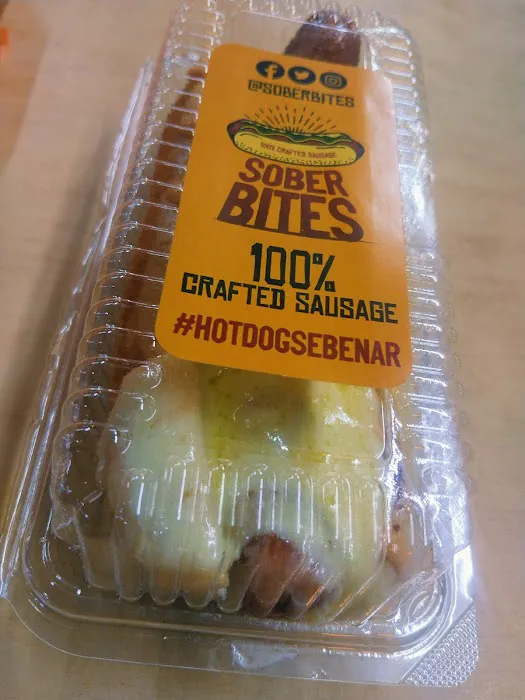 @SOBERBITES
100% CRAFTED SAUSAGE
SOBER
BITES
100%
CRAFTED SAUSAGE
#HOTDOGSEBENAR